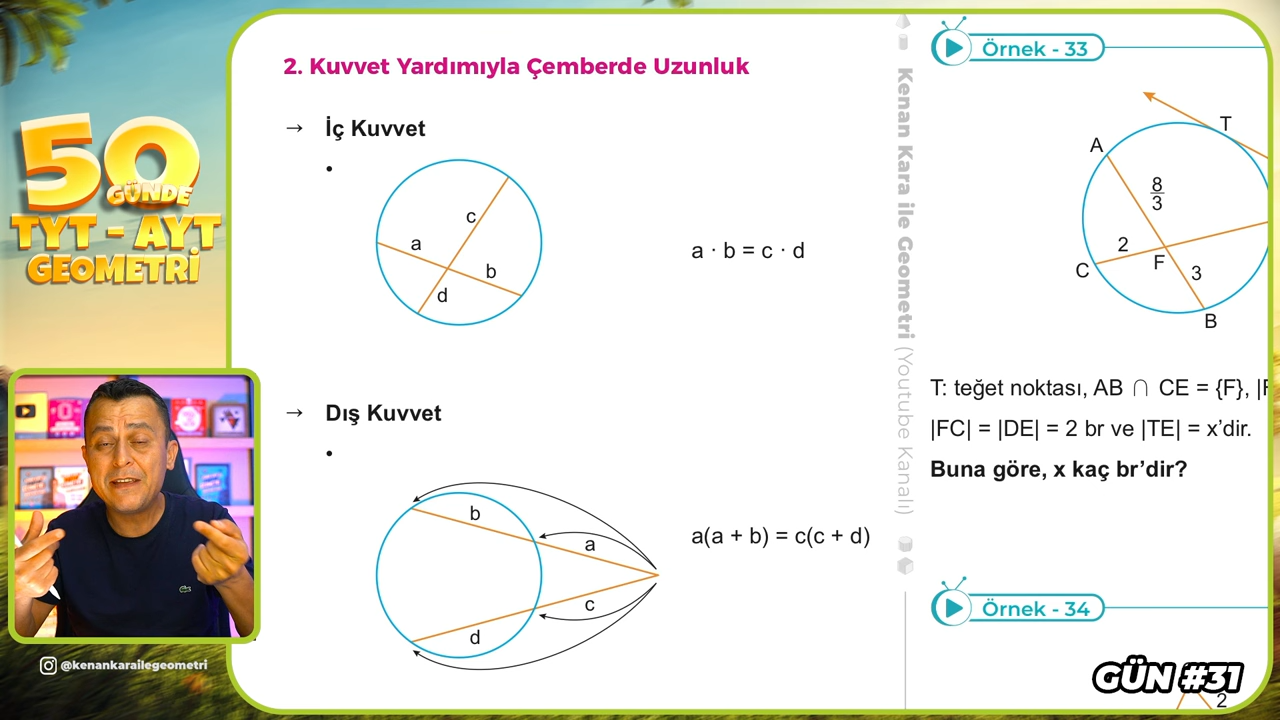 50
GÜNDE
TYT - AYT
GEOMETRİ
@kenankarailegeometri
2. Kuvvet Yardımıyla Çemberde Uzunluk
→ İç Kuvvet
•
a
c
b
d
a · b = c · d
→ Dış Kuvvet
•
b
a
c
d
a(a + b) = c(c + d)
Kenan Kara ile Geometri (Youtube Kanalı)
Örnek - 33
T
A
8
3
2
C
F
3
B
T: teğet noktası, AB ∩ CE = {F},
|FC| = |DE| = 2 br ve |TE| = x’dir.
Buna göre, x kaç br’dir?
Örnek - 34
GÜN #31
2